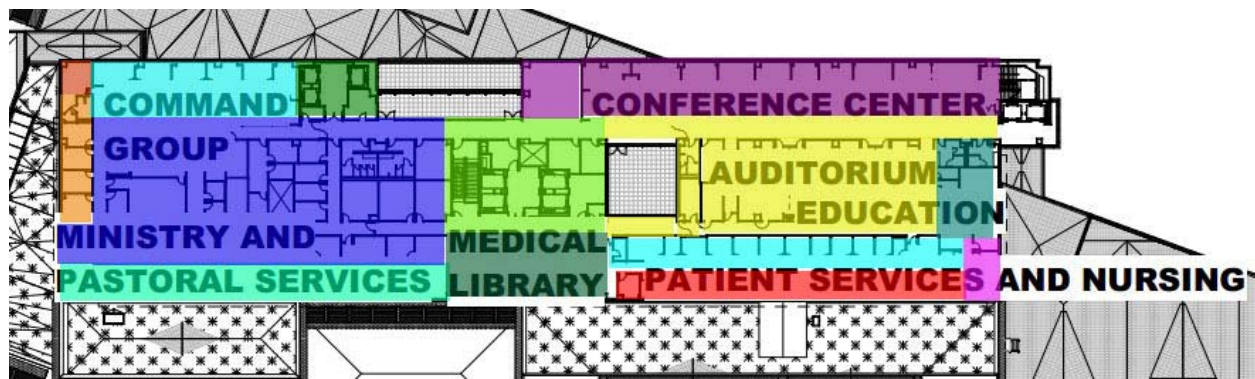 COMMAND
GROUP
CONFERENCE CENTER
AUDITORIUM
EDUCATION
MINISTRY AND
PASTORAL SERVICES
MEDICAL
LIBRARY
PATIENT SERVICES AND NURSING